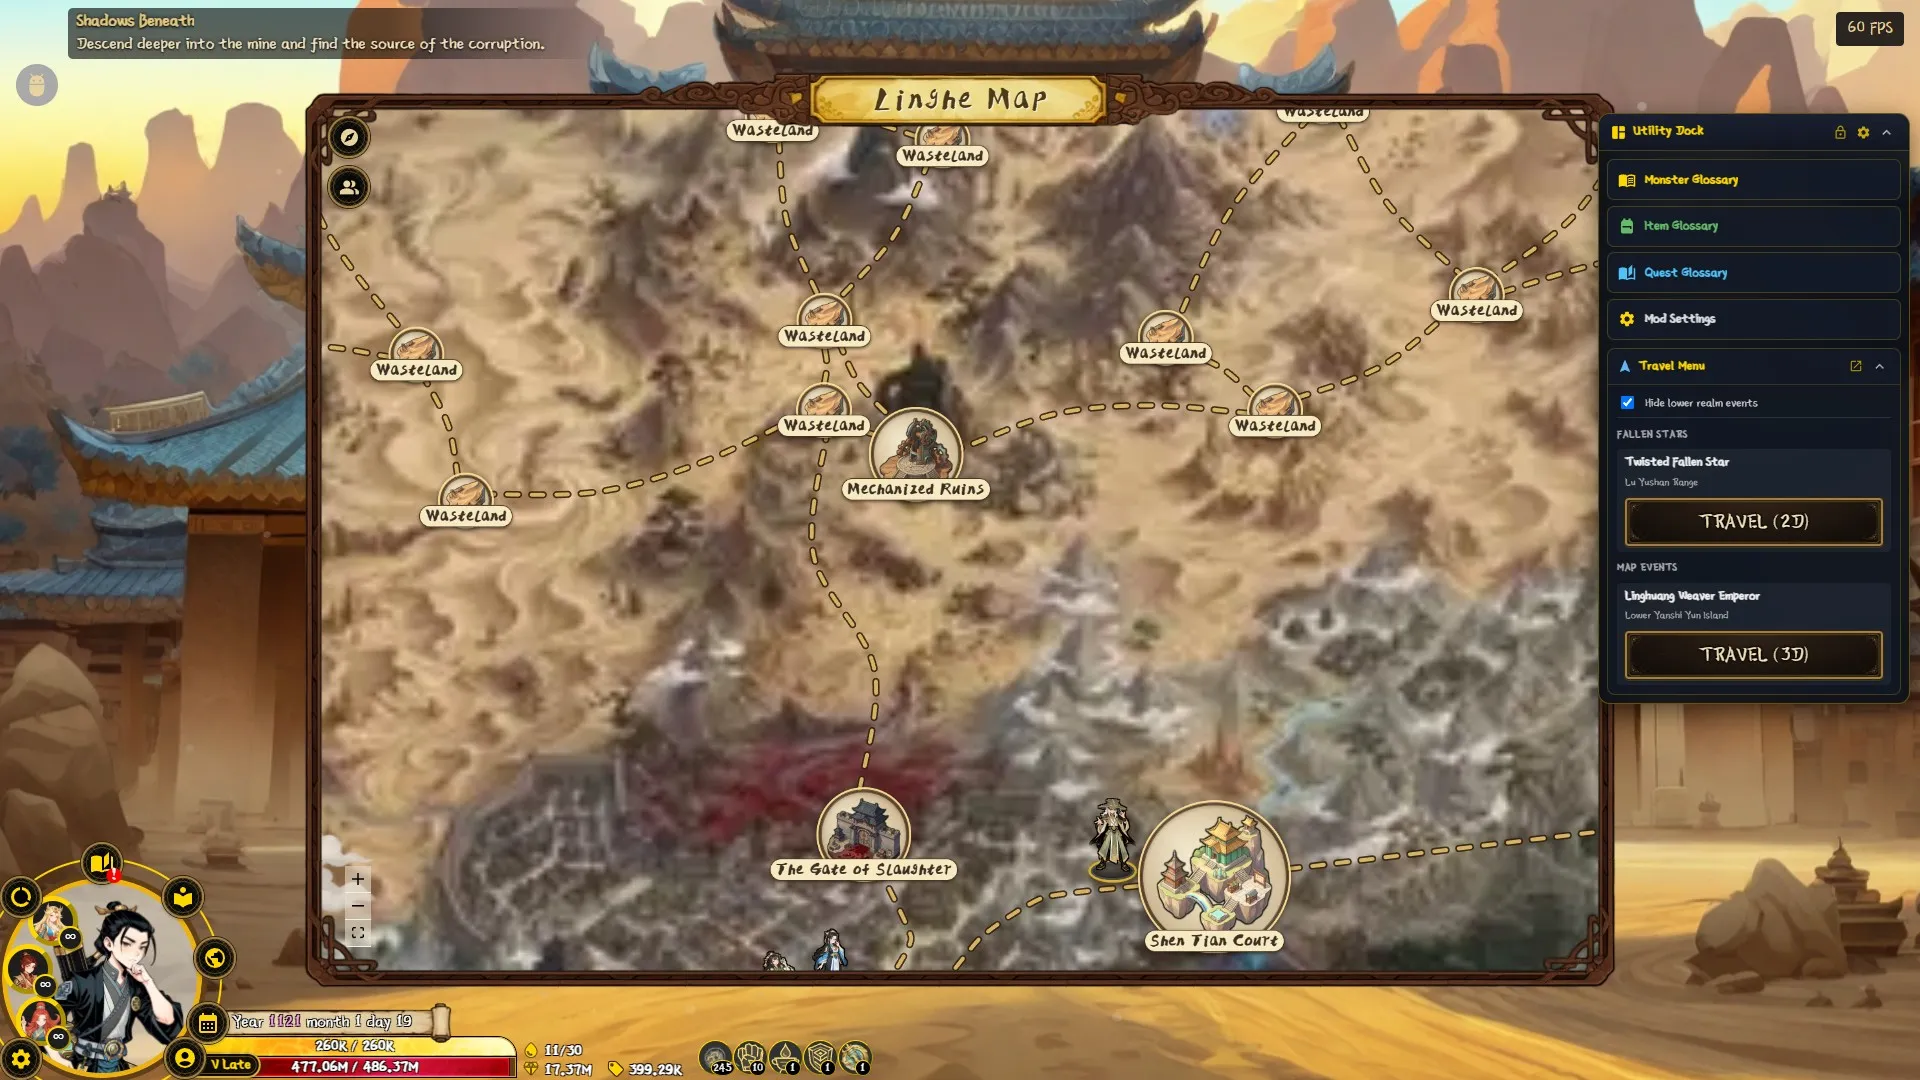 Shadows Beneath
Descend deeper into the mine and find the source of the corruption.
60 FPS
Linghe Map
Wasteland
Wasteland
Wasteland
Wasteland
Wasteland
Wasteland
Wasteland
Wasteland
Wasteland
Wasteland
Mechanized Ruins
The Gate of Slaughter
Shen Tian Court
Utility Dock
Monster Glossary
Item Glossary
Quest Glossary
Mod Settings
Travel Menu
Hide lower realm events
FALLEN STARS
Twisted Fallen Star
Lu Yushan Range
TRAVEL (2D)
MAP EVENTS
Linghuang Weaver Emperor
Lower Yanshi Yun Island
TRAVEL (3D)
Year 1121 month 1 day 19
260K / 260K
V Late
477.06M / 486.37M
11/30
17.37M
399.29K
245
10
1
1
1